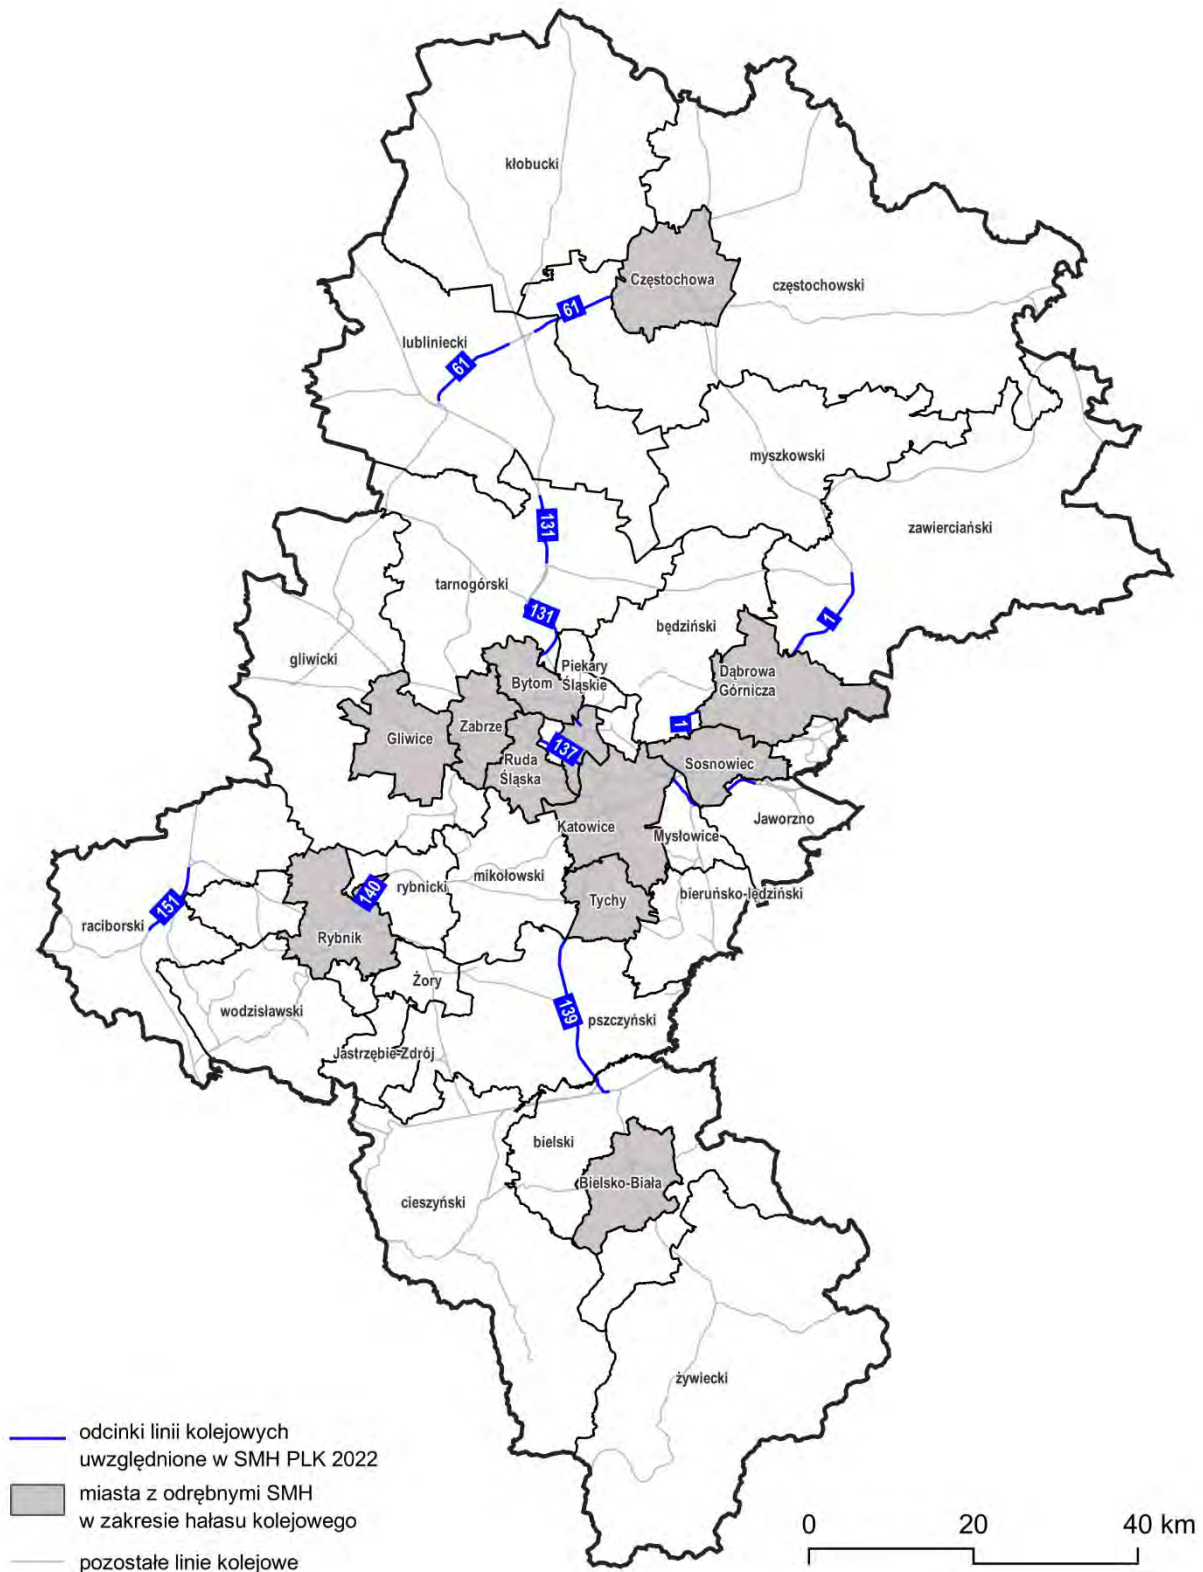 kłobucki
Częstochowa
częstochowski
61
lubliniecki
61
myszkowski
131
zawierciański
tarnogórski
131
będziński
1
gliwicki
Piekary
Śląskie
Bytom
Dąbrowa
Górnicza
1
Zabrze
Gliwice
137
Ruda
Śląska
Sosnowiec
Katowice
Mysłowice
Jaworzno
mikołowski
rybnicki
140
bieruńsko-lędziński
Tychy
151
raciborski
Rybnik
Żory
wodzisławski
139
pszczyński
Jastrzębie-Zdrój
bielski
Bielsko-Biała
cieszyński
żywiecki
odcinki linii kolejowych
uwzględnione w SMH PLK 2022
miasta z odrębnymi SMH
w zakresie hałasu kolejowego
pozostałe linie kolejowe
0 20 40 km